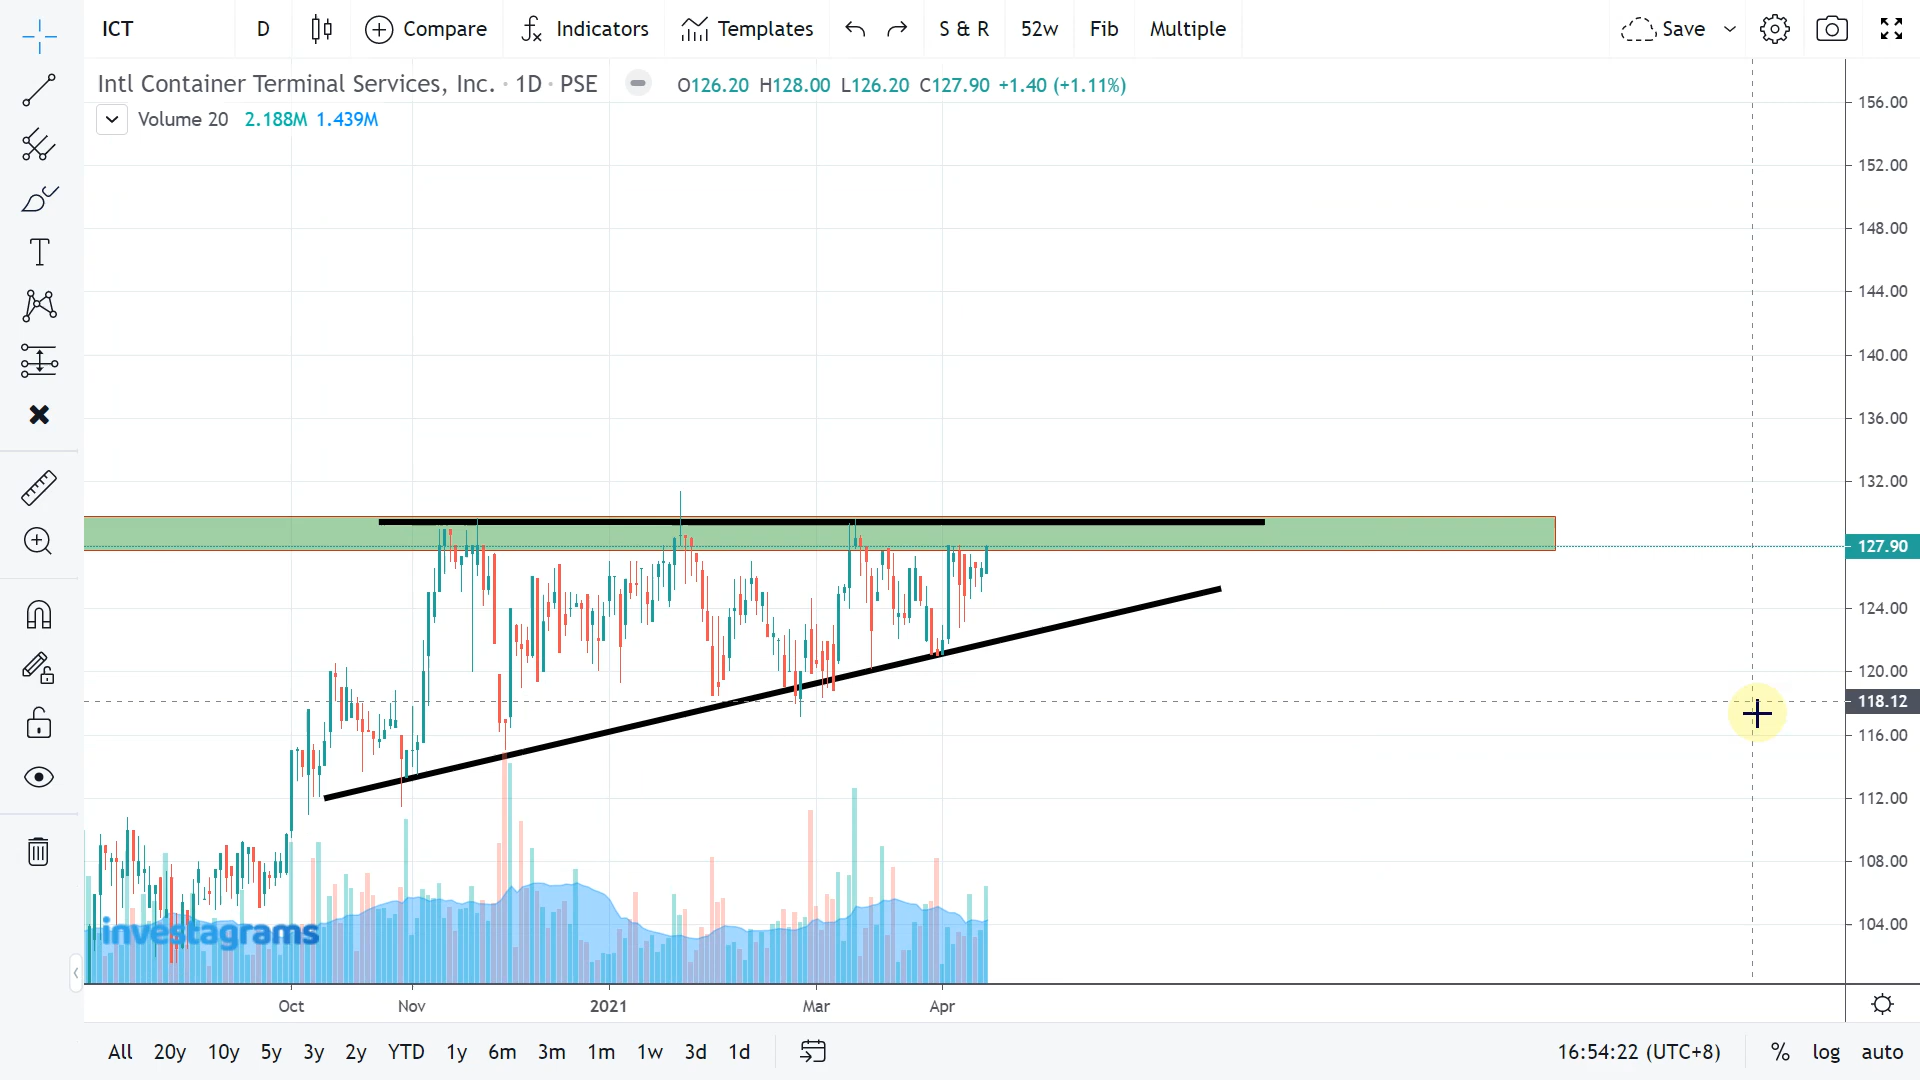 ICT D Compare Indicators Templates S & R 52w Fib Multiple Save
Intl Container Terminal Services, Inc. · 1D · PSE O126.20 H128.00 L126.20 C127.90 +1.40 (+1.11%)
Volume 20 2.188M 1.439M
156.00
152.00
148.00
144.00
140.00
136.00
132.00
127.90
124.00
120.00
118.12
116.00
112.00
108.00
104.00
investagrams
Oct Nov 2021 Mar Apr
All 20y 10y 5y 3y 2y YTD 1y 6m 3m 1m 1w 3d 1d 16:54:22 (UTC+8) % log auto